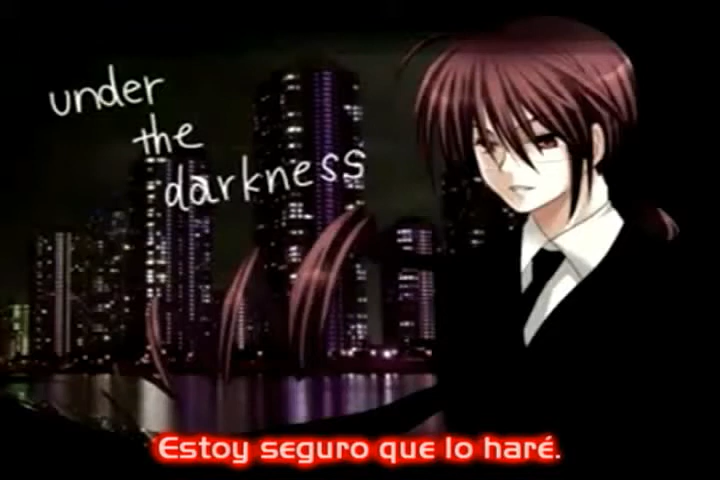 under
the
darkness
Estoy seguro que lo haré.